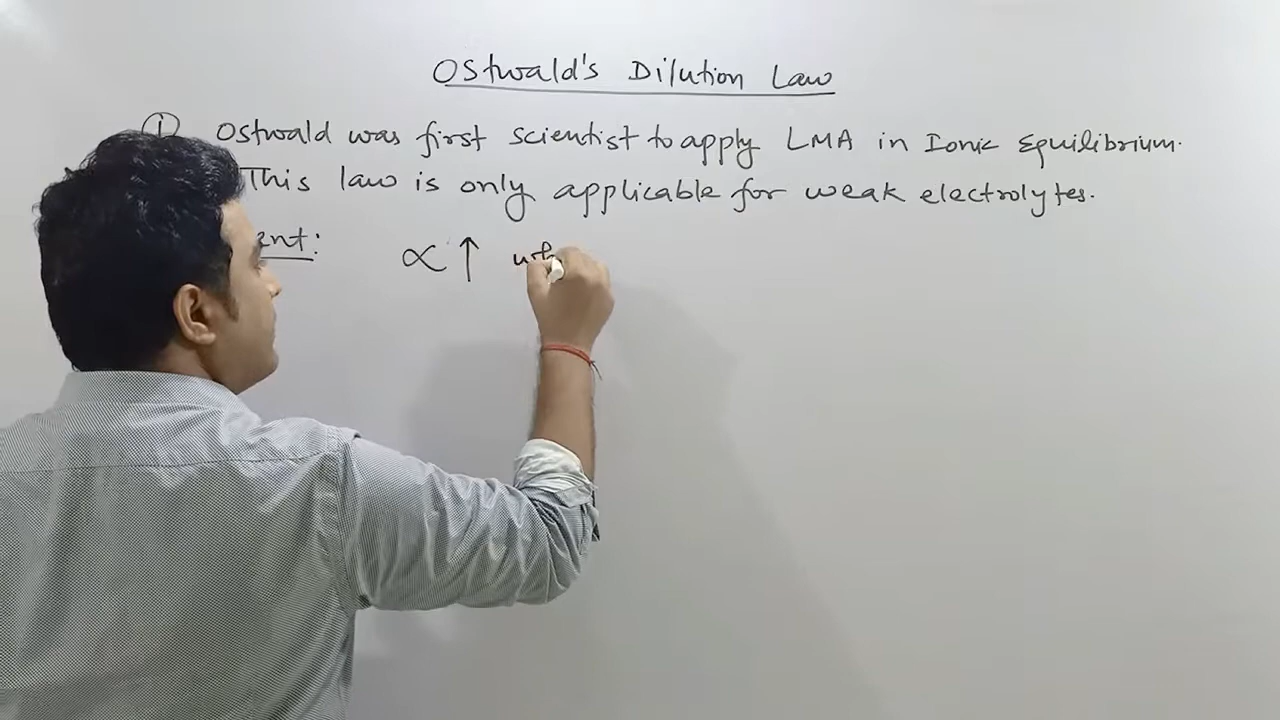 Ostwald's Dilution Law
① Ostwald was first scientist to apply LMA in Ionic Equilibrium.
This law is only applicable for weak electrolytes.
∝ ↑